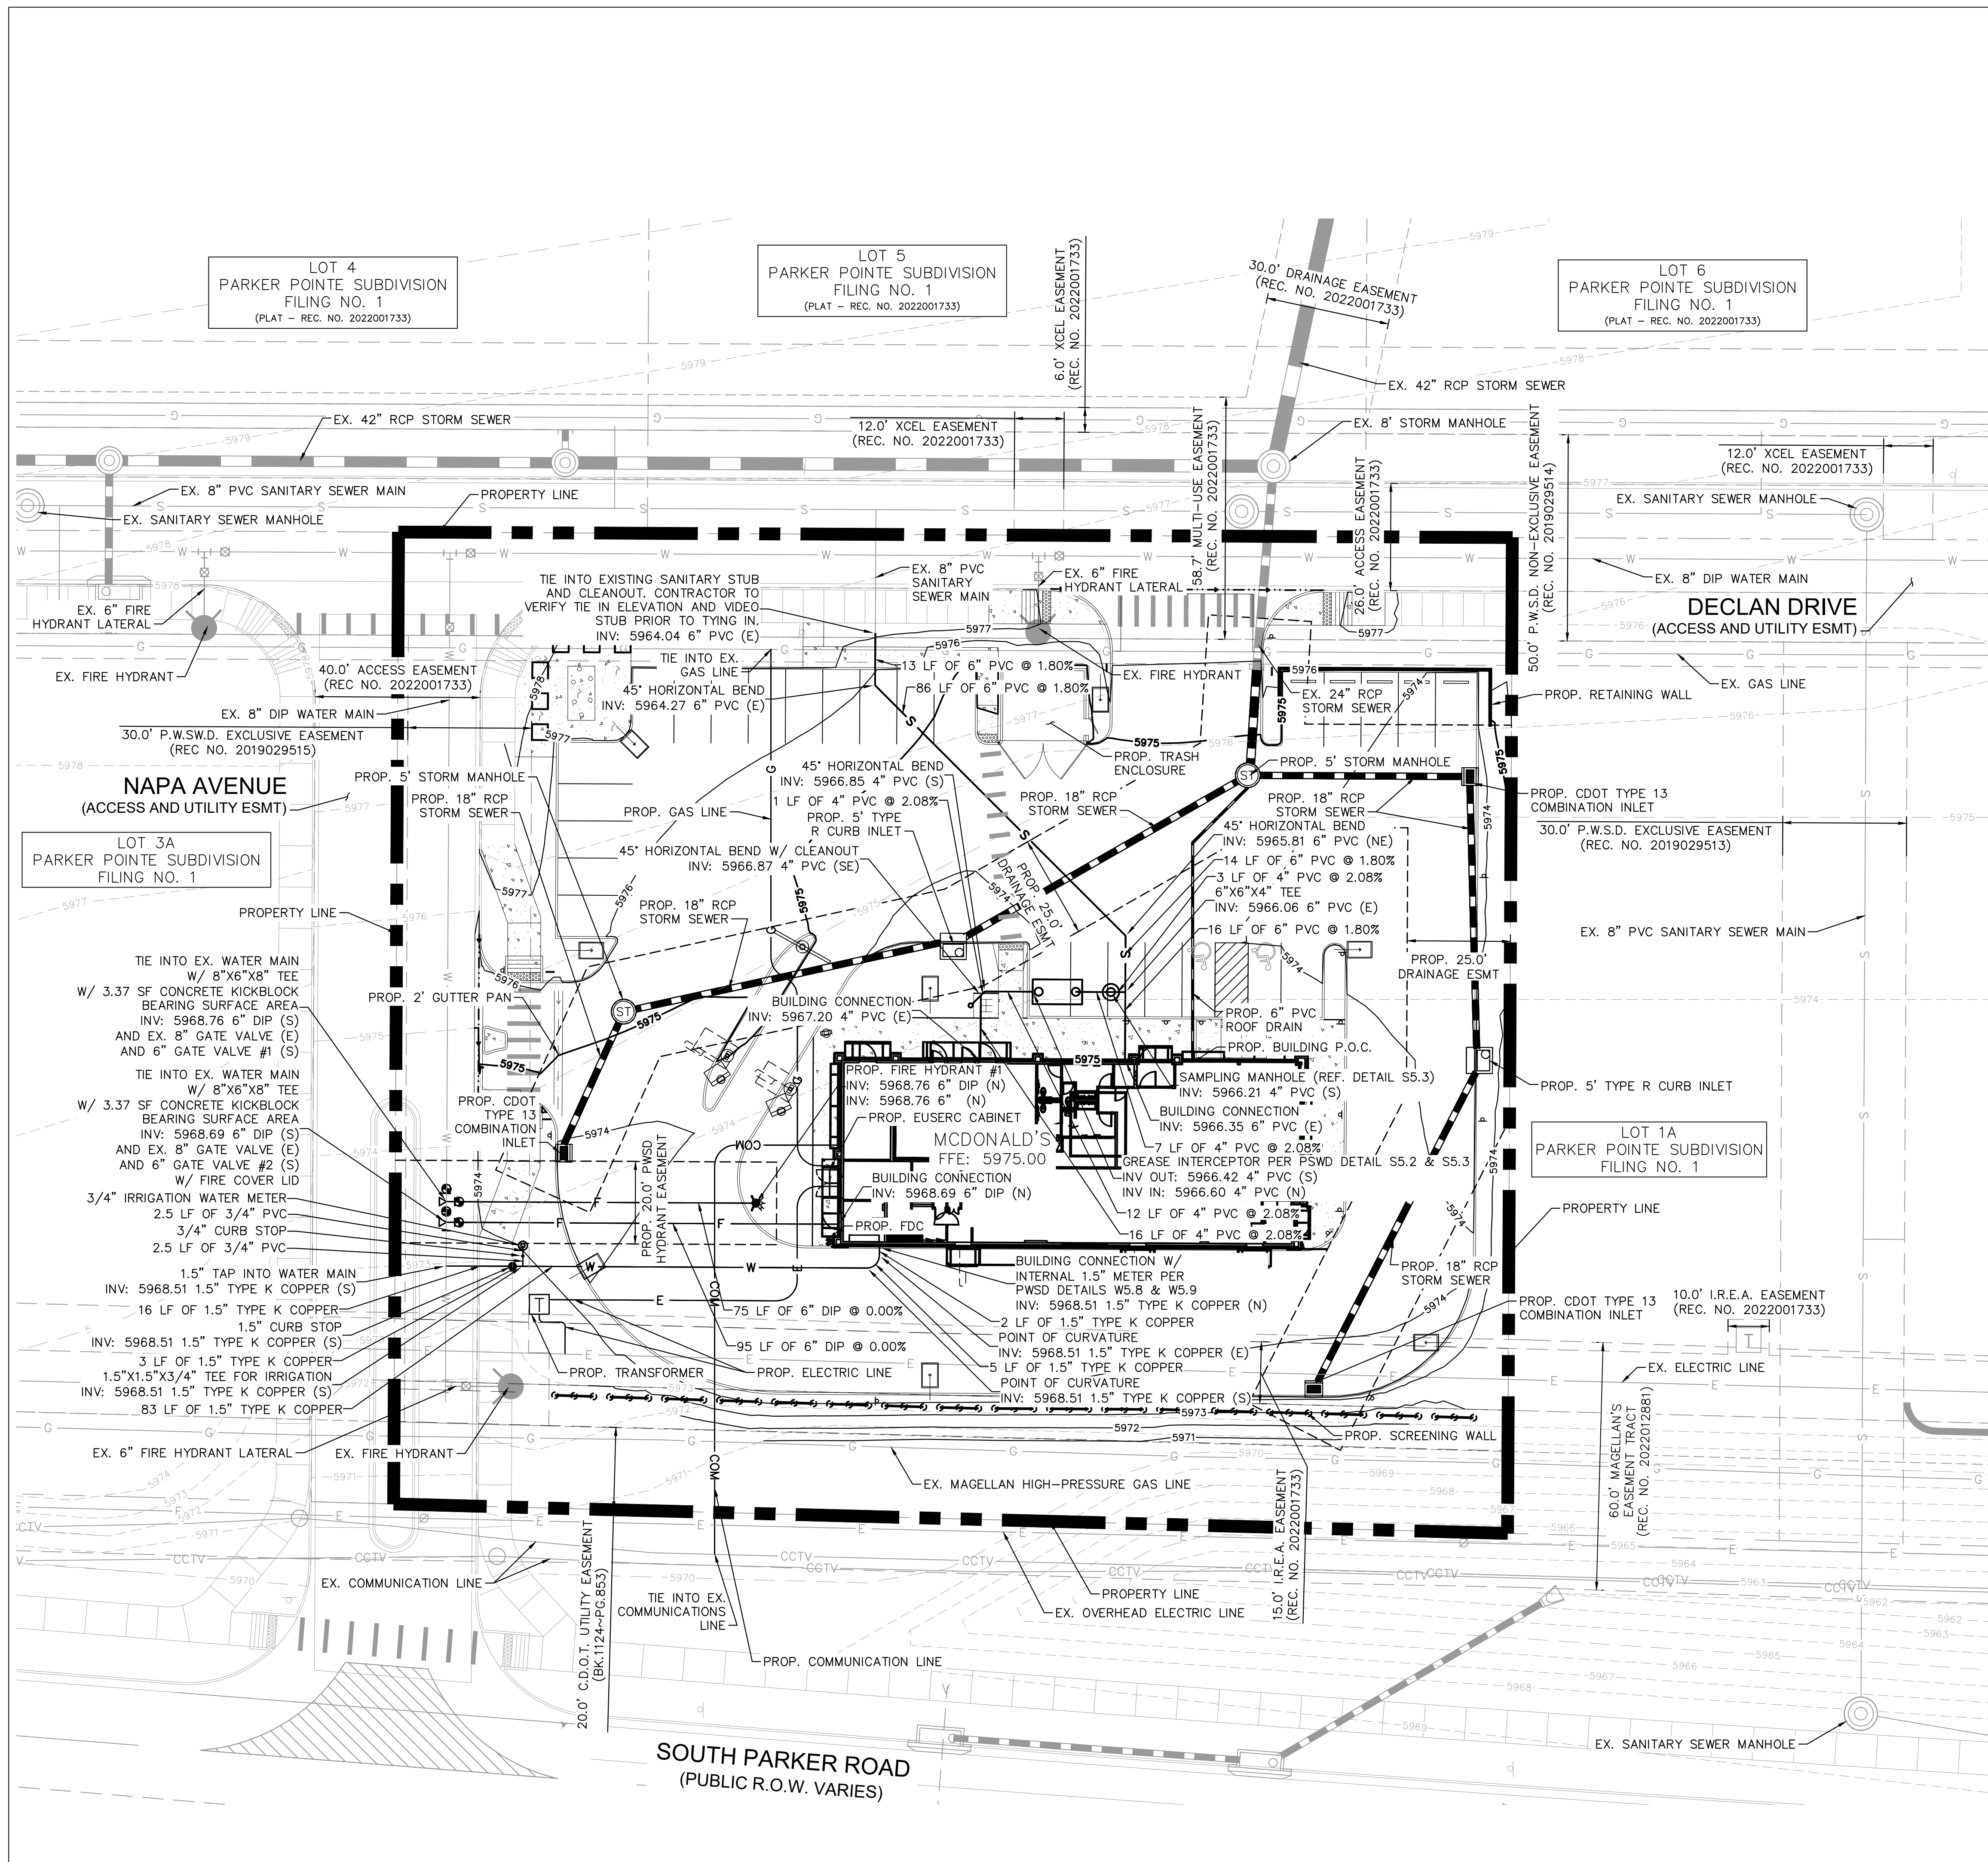 LOT 4
PARKER POINTE SUBDIVISION
FILING NO. 1
(PLAT - REC. NO. 2022001733)
LOT 5
PARKER POINTE SUBDIVISION
FILING NO. 1
(PLAT - REC. NO. 2022001733)
6.0' XCEL EASEMENT
(REC. NO. 2022001733)
30.0' DRAINAGE EASEMENT
(REC. NO. 2022001733)
LOT 6
PARKER POINTE SUBDIVISION
FILING NO. 1
(PLAT - REC. NO. 2022001733)
EX. 42" RCP STORM SEWER
EX. 42" RCP STORM SEWER
12.0' XCEL EASEMENT
(REC. NO. 2022001733)
58.7' MULTI-USE EASEMENT
(REC. NO. 2022001733)
EX. 8' STORM MANHOLE
26.0' ACCESS EASEMENT
(REC. NO. 2022001733)
50.0' P.W.S.D. NON-EXCLUSIVE EASEMENT
(REC. NO. 2019029514)
12.0' XCEL EASEMENT
(REC. NO. 2022001733)
EX. 8" PVC SANITARY SEWER MAIN
PROPERTY LINE
EX. SANITARY SEWER MANHOLE
EX. SANITARY SEWER MANHOLE
TIE INTO EXISTING SANITARY STUB
AND CLEANOUT. CONTRACTOR TO
VERIFY TIE IN ELEVATION AND VIDEO
STUB PRIOR TO TYING IN.
INV: 5964.04 6" PVC (E)
EX. 8" PVC
SANITARY
SEWER MAIN
EX. 6" FIRE
HYDRANT LATERAL
EX. 8" DIP WATER MAIN
DECLAN DRIVE
(ACCESS AND UTILITY ESMT)
EX. 6" FIRE
HYDRANT LATERAL
EX. FIRE HYDRANT
40.0' ACCESS EASEMENT
(REC NO. 2022001733)
TIE INTO EX.
GAS LINE
45° HORIZONTAL BEND
INV: 5964.27 6" PVC (E)
13 LF OF 6" PVC @ 1.80%
86 LF OF 6" PVC @ 1.80%
EX. FIRE HYDRANT
EX. 24" RCP
STORM SEWER
PROP. RETAINING WALL
EX. GAS LINE
EX. 8" DIP WATER MAIN
30.0' P.W.SW.D. EXCLUSIVE EASEMENT
(REC NO. 2019029515)
NAPA AVENUE
(ACCESS AND UTILITY ESMT)
PROP. 5' STORM MANHOLE
PROP. 18" RCP
STORM SEWER
45° HORIZONTAL BEND
INV: 5966.85 4" PVC (S)
1 LF OF 4" PVC @ 2.08%
PROP. GAS LINE
PROP. 5' TYPE
R CURB INLET
45° HORIZONTAL BEND W/ CLEANOUT
INV: 5966.87 4" PVC (SE)
PROP. TRASH
ENCLOSURE
PROP. 5' STORM MANHOLE
PROP. 18" RCP
STORM SEWER
PROP. 18" RCP
STORM SEWER
PROP. CDOT TYPE 13
COMBINATION INLET
30.0' P.W.S.D. EXCLUSIVE EASEMENT
(REC. NO. 2019029513)
LOT 3A
PARKER POINTE SUBDIVISION
FILING NO. 1
45° HORIZONTAL BEND
INV: 5965.81 6" PVC (NE)
14 LF OF 6" PVC @ 1.80%
3 LF OF 4" PVC @ 2.08%
6"X6"X4" TEE
INV: 5966.06 6" PVC (E)
16 LF OF 6" PVC @ 1.80%
PROP. 25.0'
DRAINAGE ESMT
PROPERTY LINE
PROP. 18" RCP
STORM SEWER
EX. 8" PVC SANITARY SEWER MAIN
PROP. 25.0'
DRAINAGE ESMT
TIE INTO EX. WATER MAIN
W/ 8"X6"X8" TEE
W/ 3.37 SF CONCRETE KICKBLOCK
BEARING SURFACE AREA
INV: 5968.76 6" DIP (S)
AND EX. 8" GATE VALVE (E)
AND 6" GATE VALVE #1 (S)
PROP. 2' GUTTER PAN
BUILDING CONNECTION
INV: 5967.20 4" PVC (E)
PROP. 6" PVC
ROOF DRAIN
PROP. BUILDING P.O.C.
TIE INTO EX. WATER MAIN
W/ 8"X6"X8" TEE
W/ 3.37 SF CONCRETE KICKBLOCK
BEARING SURFACE AREA
INV: 5968.69 6" DIP (S)
AND EX. 8" GATE VALVE (E)
AND 6" GATE VALVE #2 (S)
W/ FIRE COVER LID
PROP. CDOT
TYPE 13
COMBINATION
INLET
PROP. 20.0' PWSD
HYDRANT EASEMENT
PROP. FIRE HYDRANT #1
INV: 5968.76 6" DIP (N)
INV: 5968.76 6" (N)
PROP. EUSERC CABINET
MCDONALD'S
FFE: 5975.00
BUILDING CONNECTION
INV: 5968.69 6" DIP (N)
PROP. FDC
SAMPLING MANHOLE (REF. DETAIL S5.3)
INV: 5966.21 4" PVC (S)
BUILDING CONNECTION
INV: 5966.35 6" PVC (E)
7 LF OF 4" PVC @ 2.08%
GREASE INTERCEPTOR PER PSWD DETAIL S5.2 & S5.3
INV OUT: 5966.42 4" PVC (S)
INV IN: 5966.60 4" PVC (N)
12 LF OF 4" PVC @ 2.08%
16 LF OF 4" PVC @ 2.08%
PROP. 5' TYPE R CURB INLET
LOT 1A
PARKER POINTE SUBDIVISION
FILING NO. 1
PROPERTY LINE
3/4" IRRIGATION WATER METER
2.5 LF OF 3/4" PVC
3/4" CURB STOP
2.5 LF OF 3/4" PVC
1.5" TAP INTO WATER MAIN
INV: 5968.51 1.5" TYPE K COPPER (S)
16 LF OF 1.5" TYPE K COPPER
1.5" CURB STOP
INV: 5968.51 1.5" TYPE K COPPER (S)
3 LF OF 1.5" TYPE K COPPER
1.5"X1.5"X3/4" TEE FOR IRRIGATION
INV: 5968.51 1.5" TYPE K COPPER (S)
83 LF OF 1.5" TYPE K COPPER
BUILDING CONNECTION W/
INTERNAL 1.5" METER PER
PWSD DETAILS W5.8 & W5.9
INV: 5968.51 1.5" TYPE K COPPER (N)
2 LF OF 1.5" TYPE K COPPER
POINT OF CURVATURE
INV: 5968.51 1.5" TYPE K COPPER (E)
5 LF OF 1.5" TYPE K COPPER
POINT OF CURVATURE
INV: 5968.51 1.5" TYPE K COPPER (S)
75 LF OF 6" DIP @ 0.00%
95 LF OF 6" DIP @ 0.00%
PROP. TRANSFORMER
PROP. ELECTRIC LINE
PROP. 18" RCP
STORM SEWER
PROP. CDOT TYPE 13
COMBINATION INLET
10.0' I.R.E.A. EASEMENT
(REC. NO. 2022001733)
EX. ELECTRIC LINE
60.0' MAGELLAN'S
EASEMENT TRACT
(REC. NO. 2022012881)
EX. 6" FIRE HYDRANT LATERAL
EX. FIRE HYDRANT
PROP. SCREENING WALL
EX. MAGELLAN HIGH-PRESSURE GAS LINE
15.0' I.R.E.A. EASEMENT
(REC. NO. 2022001733)
EX. COMMUNICATION LINE
20.0' C.D.O.T. UTILITY EASEMENT
(BK.1124~PG.853)
TIE INTO EX.
COMMUNICATIONS
LINE
PROPERTY LINE
EX. OVERHEAD ELECTRIC LINE
PROP. COMMUNICATION LINE
SOUTH PARKER ROAD
(PUBLIC R.O.W. VARIES)
EX. SANITARY SEWER MANHOLE